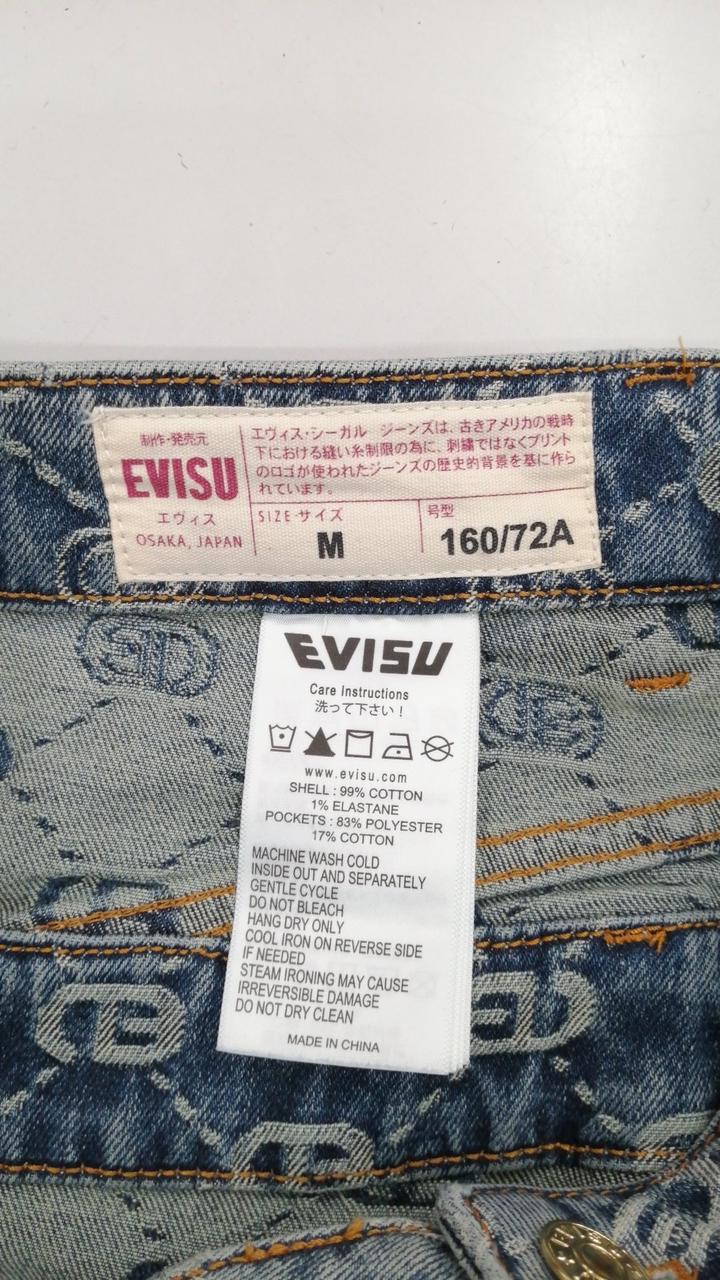 制作・発売元
EVISU
エヴィス
OSAKA, JAPAN
エヴィス・シーガル ジーンズは、古きアメリカの戦時
下における縫い糸制限の為に、刺繍ではなくプリント
のロゴが使われたジーンズの歴史的背景を基に作ら
れています。
SIZE サイズ
M
号型
160/72A
EVISU
Care Instructions
洗って下さい！
www.evisu.com
SHELL : 99% COTTON
1% ELASTANE
POCKETS : 83% POLYESTER
17% COTTON
MACHINE WASH COLD
INSIDE OUT AND SEPARATELY
GENTLE CYCLE
DO NOT BLEACH
HANG DRY ONLY
COOL IRON ON REVERSE SIDE
IF NEEDED
STEAM IRONING MAY CAUSE
IRREVERSIBLE DAMAGE
DO NOT DRY CLEAN
MADE IN CHINA